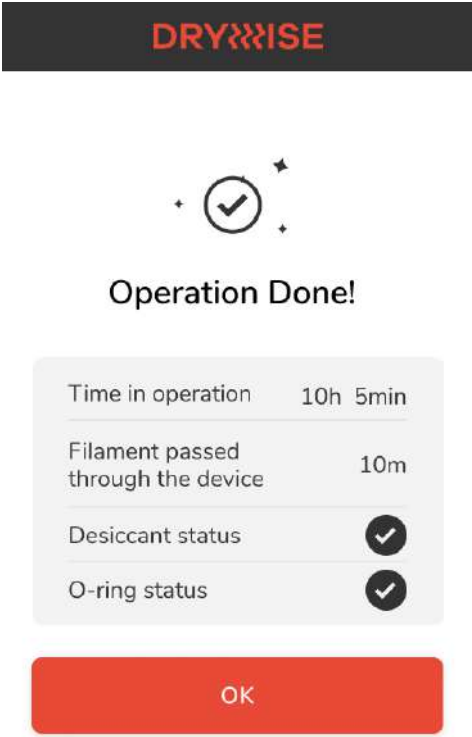 DRYWISE
Operation Done!
Time in operation 10h 5min
Filament passed
through the device 10m
Desiccant status
O-ring status
OK